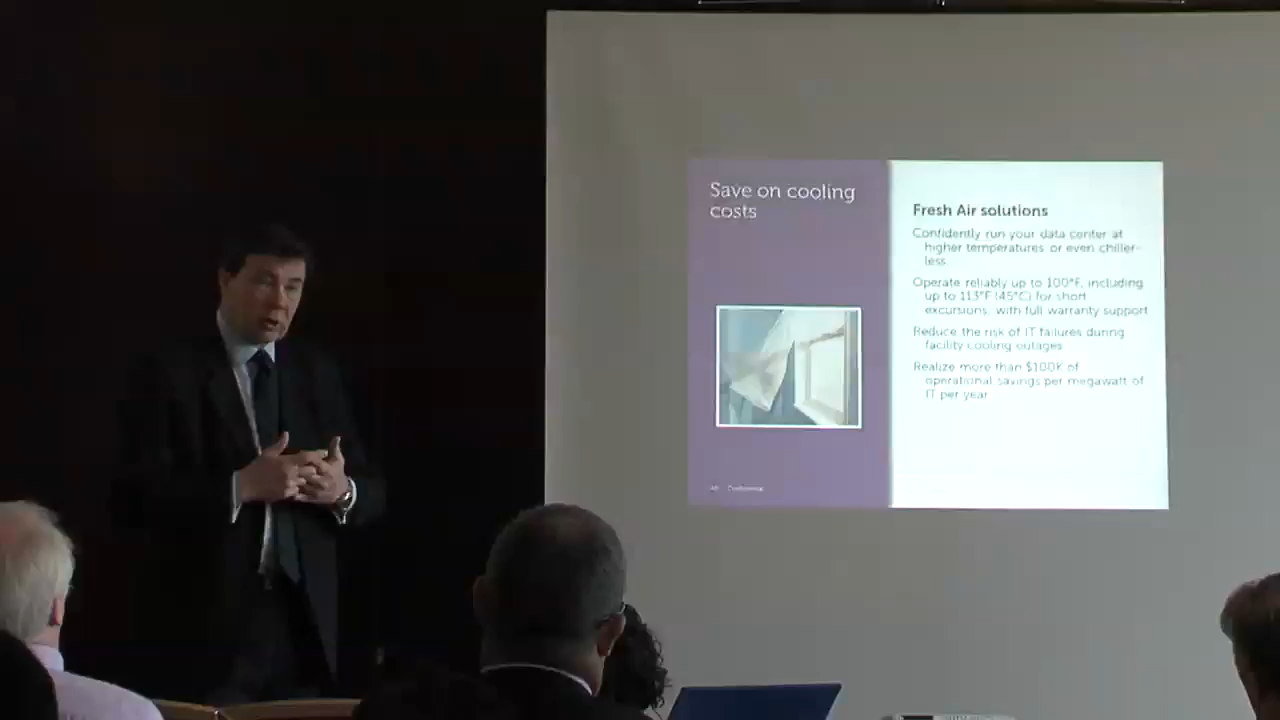 Save on cooling
costs
Fresh Air solutions
Confidently run your data center at
higher temperatures or even chiller-
less
Operate reliably up to 100°F, including
up to 113°F (45°C) for short
excursions, with full warranty support
Reduce the risk of IT failures during
facility cooling outages
Realize more than $100K of
operational savings per megawatt of
IT per year
Confidential